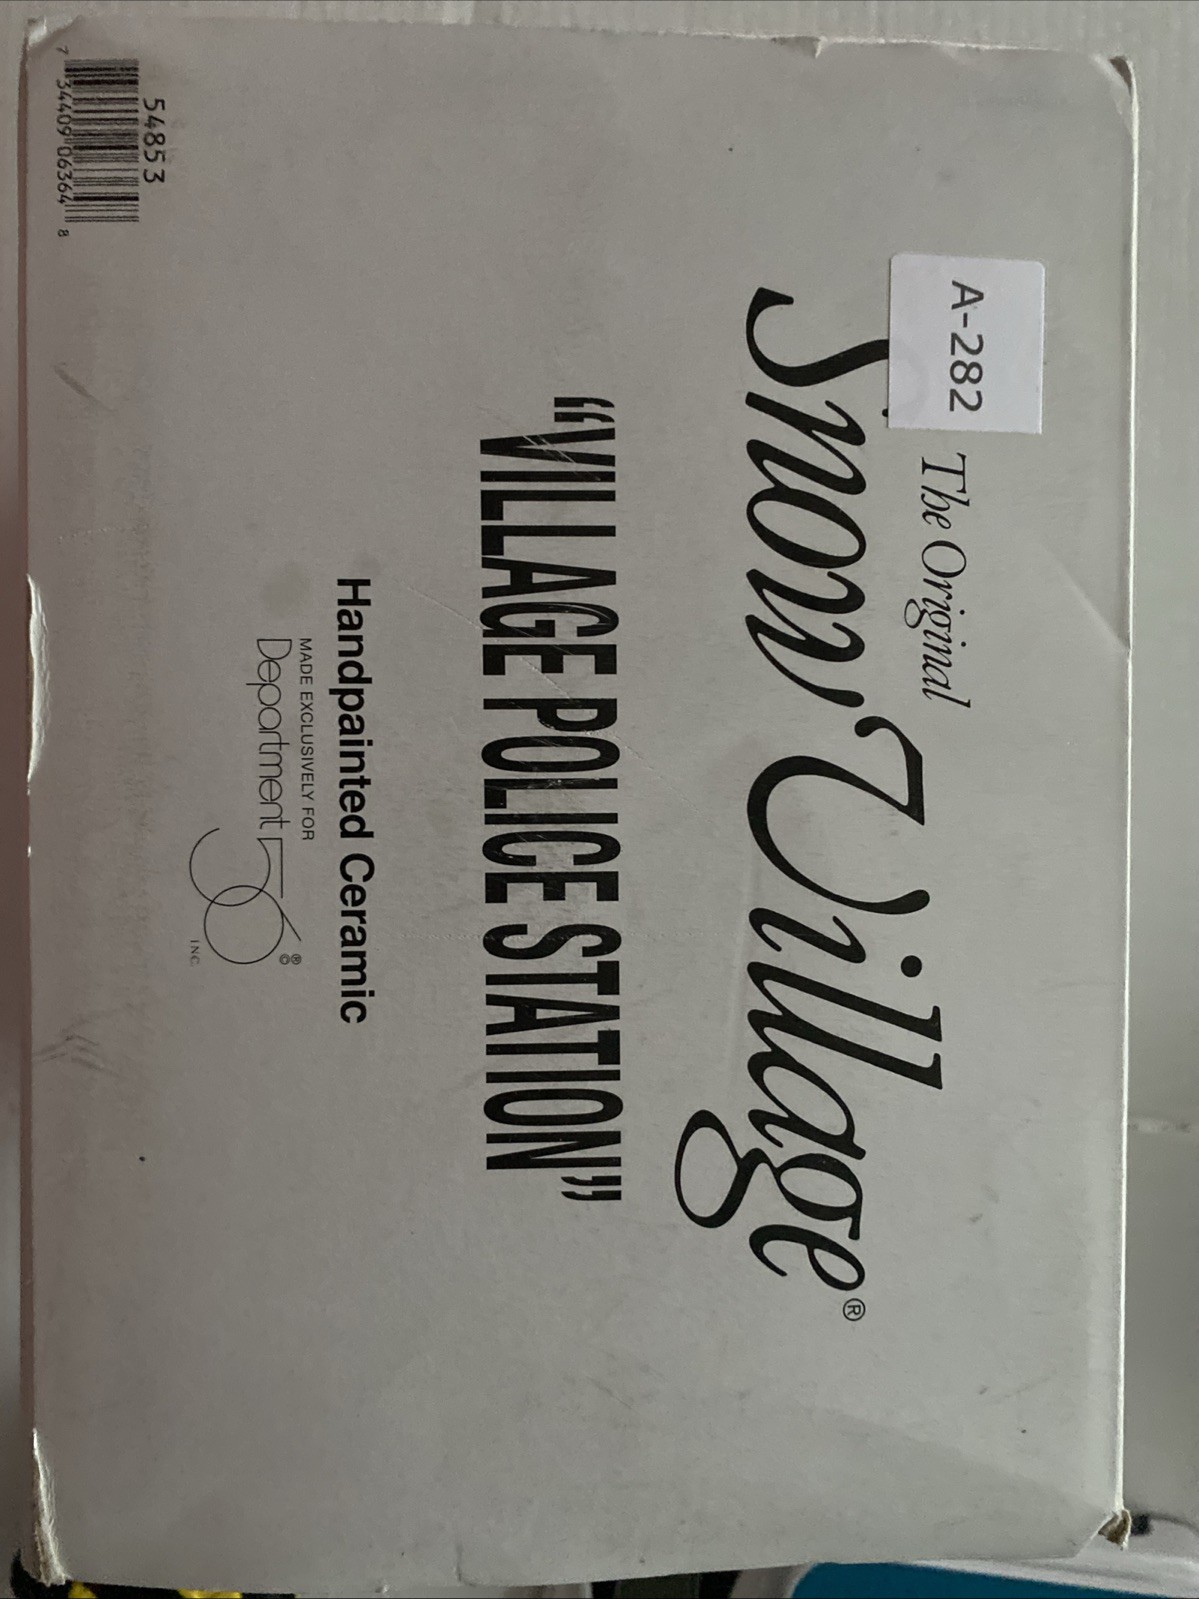 A-282
The Original
Snow Village®
“VILLAGE POLICE STATION”
Handpainted Ceramic
MADE EXCLUSIVELY FOR
Department 56®©
INC.
54853
7 34409 06364 8